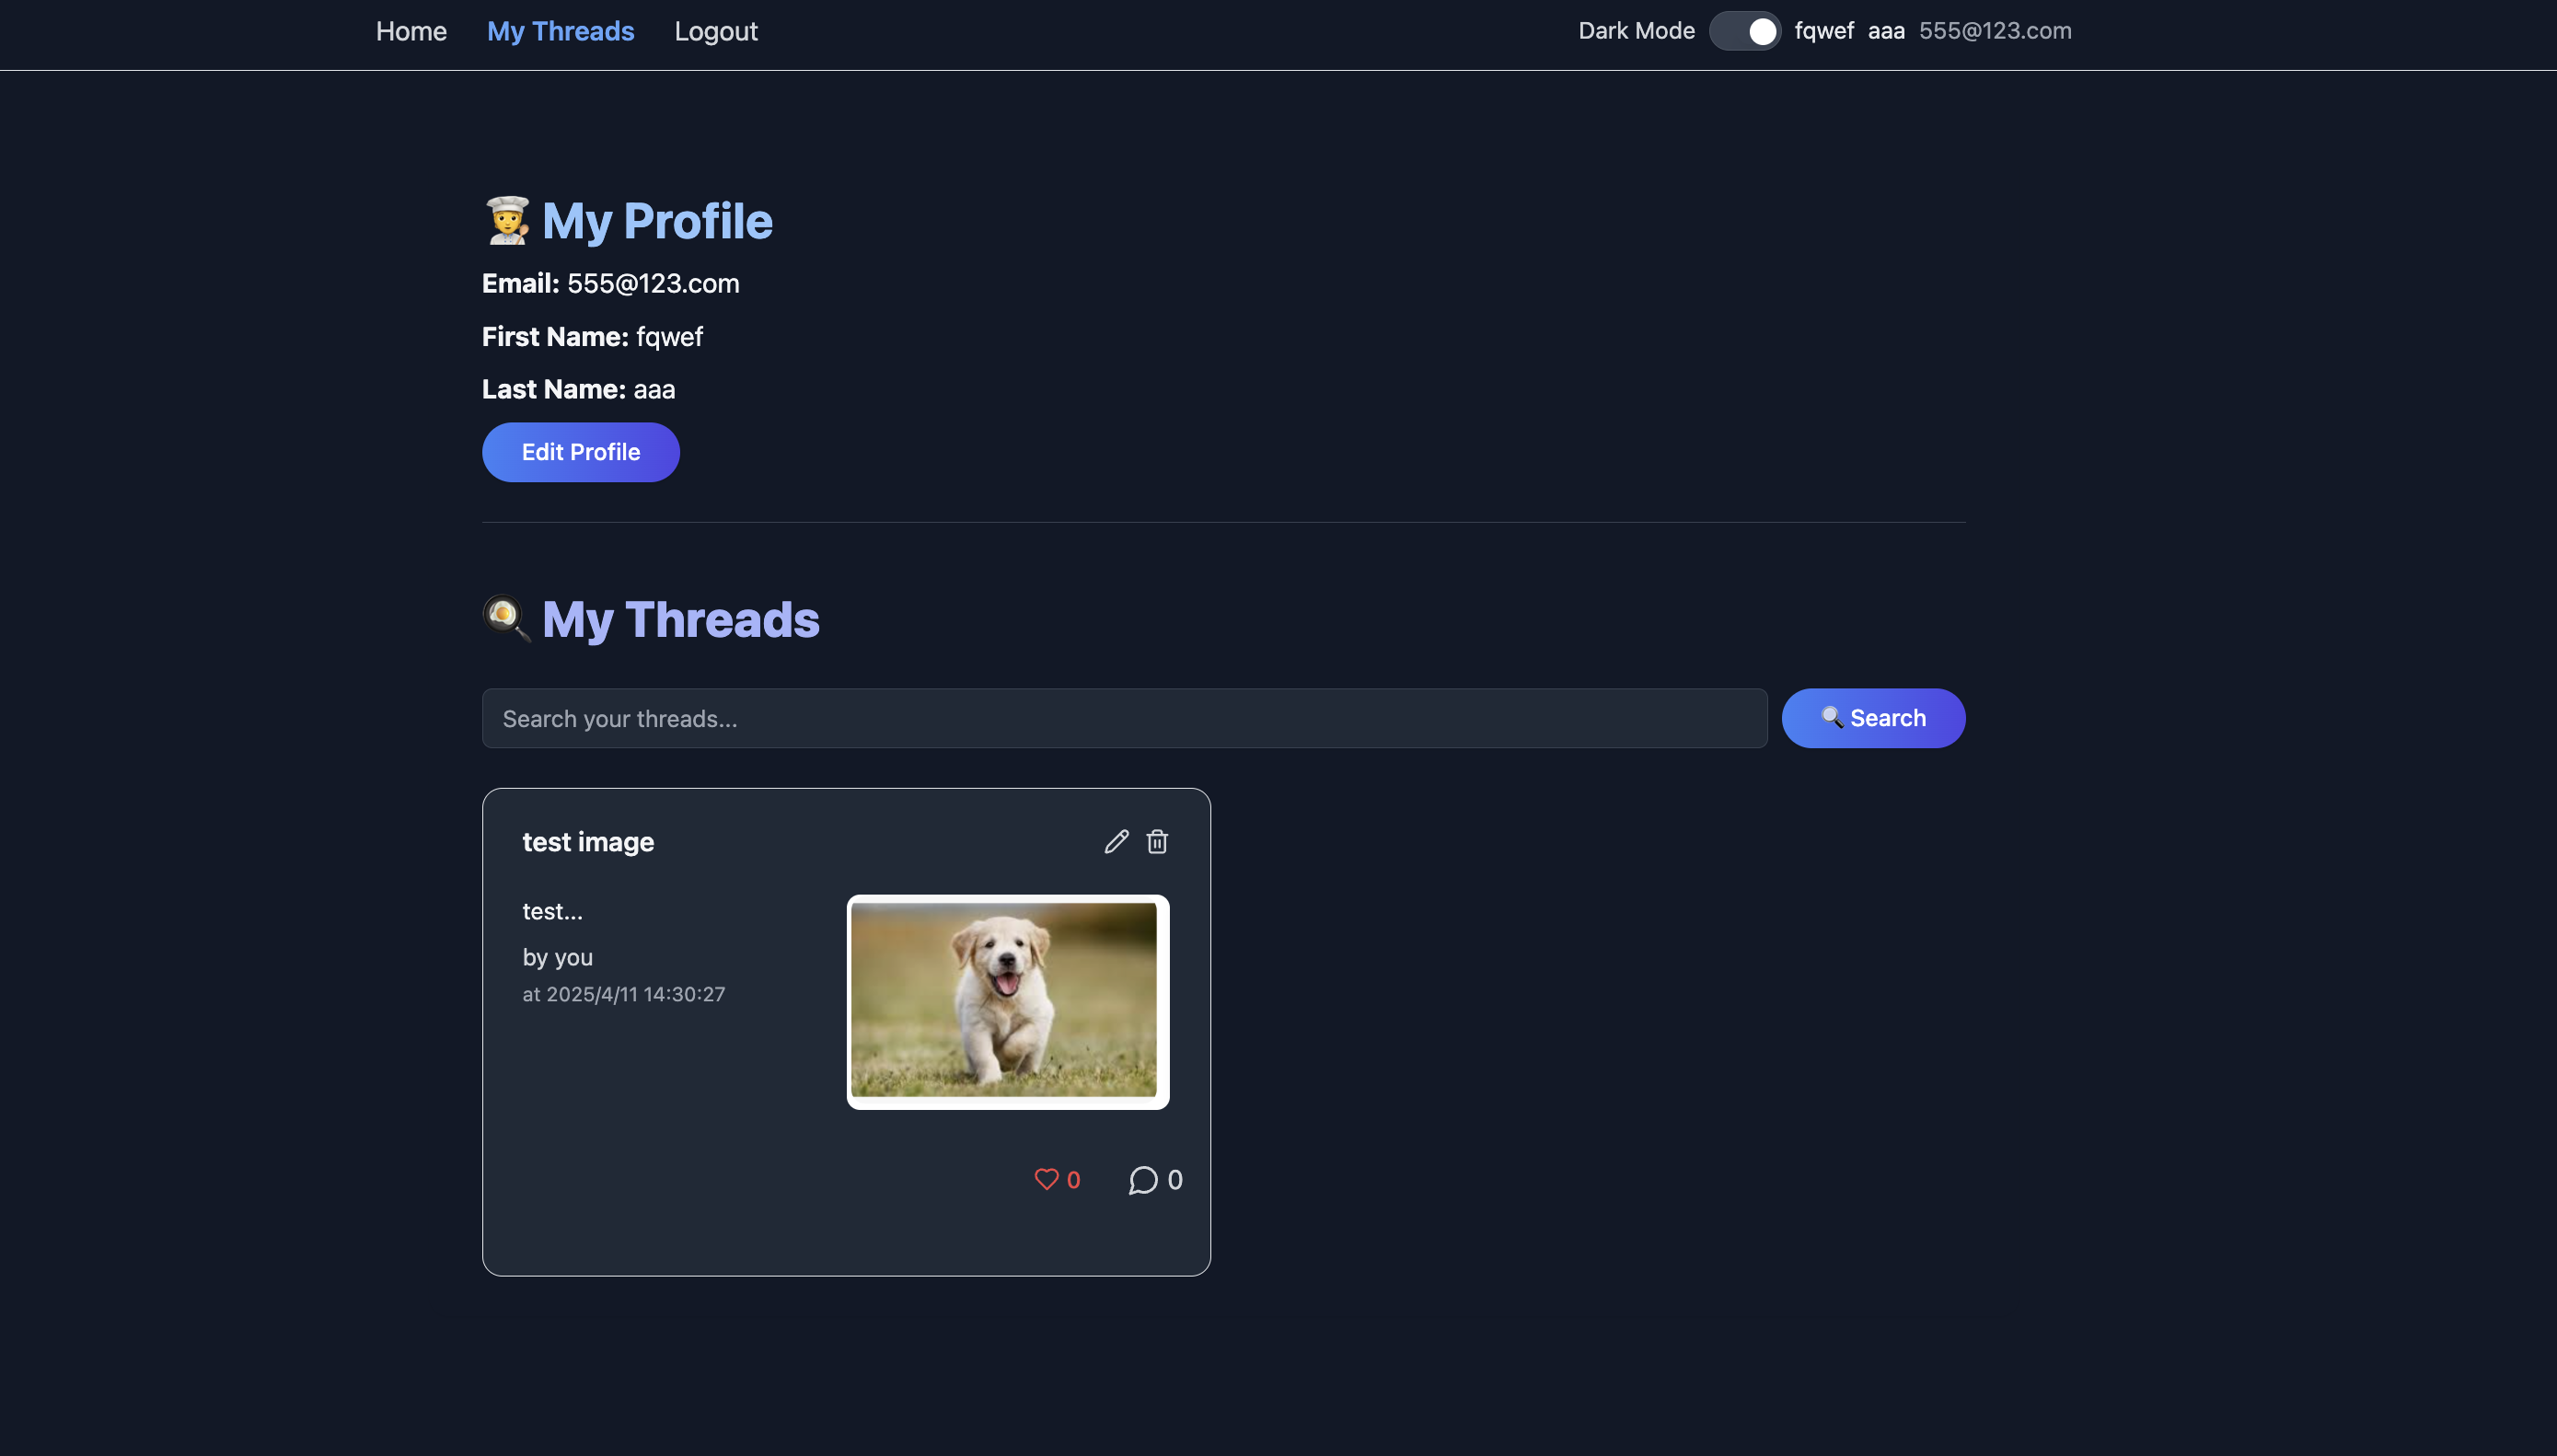 Home My Threads Logout Dark Mode fqwef aaa 555@123.com
My Profile
Email: 555@123.com
First Name: fqwef
Last Name: aaa
Edit Profile
My Threads
Search your threads...
Search
test image
test...
by you
at 2025/4/11 14:30:27
0 0